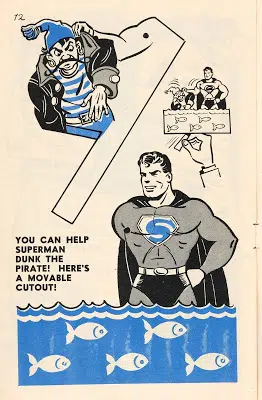 12
YOU CAN HELP
SUPERMAN
DUNK THE
PIRATE! HERE'S
A MOVABLE
CUTOUT!
S